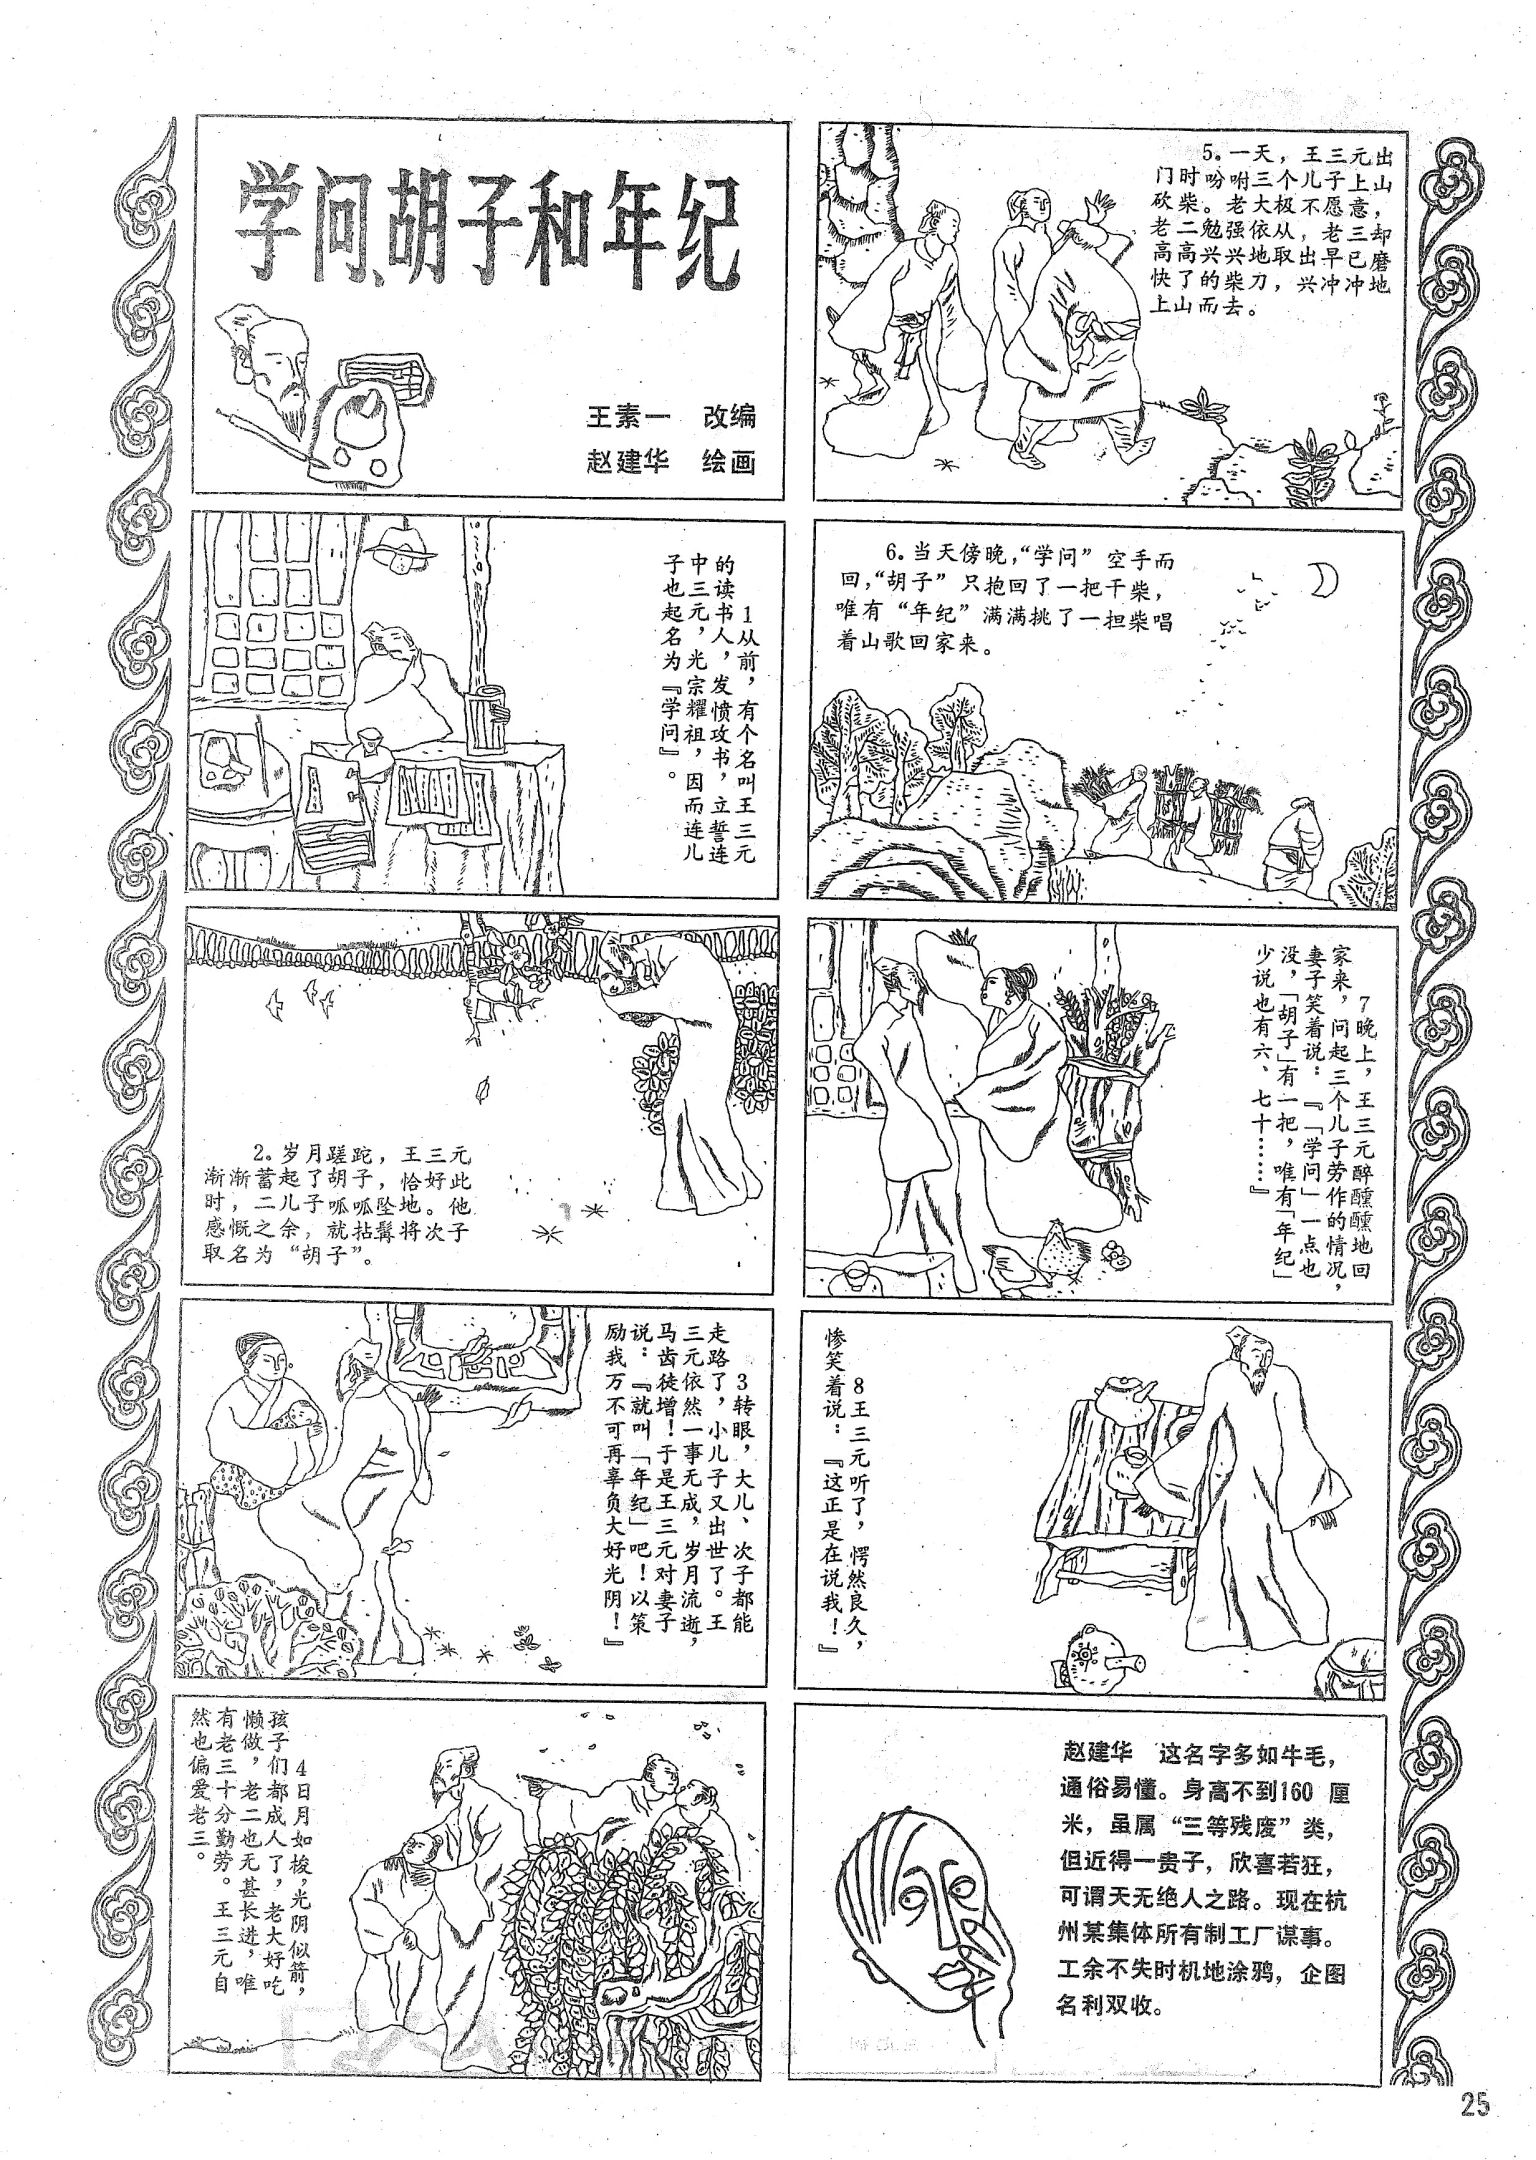 学问、胡子和年纪
王素一 改编
赵建华 绘画
1从前，有个名叫王三元
的读书人，发愤攻书，立誓连
中三元，光宗耀祖，因而连儿
子也起名为『学问』。
2.岁月蹉跎，王三元
渐渐蓄起了胡子，恰好此
时，二儿子呱呱坠地。他
感慨之余，就拈髯将次子
取名为“胡子”。
3转眼，大儿、次子都能
走路了，小儿子又出世了。王
三元依然一事无成，岁月流逝，
马齿徒增！于是王三元对妻子
说：『就叫「年纪」吧！以策
励我万不可再辜负大好光阴！』
4日月如梭，光阴似箭，
孩子们都成人了，老大好吃
懒做，老二也无甚长进，唯
有老三十分勤劳。王三元自
然也偏爱老三。
5。一天，王三元出
门时吩咐三个儿子上山
砍柴。老大极不愿意，
老二勉强依从，老三却
高高兴兴地取出早已磨
快了的柴刀，兴冲冲地
上山而去。
6.当天傍晚，“学问”空手而
回，“胡子”只抱回了一把干柴，
唯有“年纪”满满挑了一担柴唱
着山歌回家来。
7晚上，王三元醉醺醺地回
家来，问起三个儿子劳作的情况，
妻子笑着说：『「学问」一点也
没，「胡子」有一把，唯有「年纪」
少说也有六、七十……』
8王三元听了，愕然良久，
惨笑着说：『这正是在说我！』
赵建华 这名字多如牛毛，
通俗易懂。身高不到160厘
米，虽属“三等残废”类，
但近得一贵子，欣喜若狂，
可谓天无绝人之路。现在杭
州某集体所有制工厂谋事。
工余不失时机地涂鸦，企图
名利双收。
25